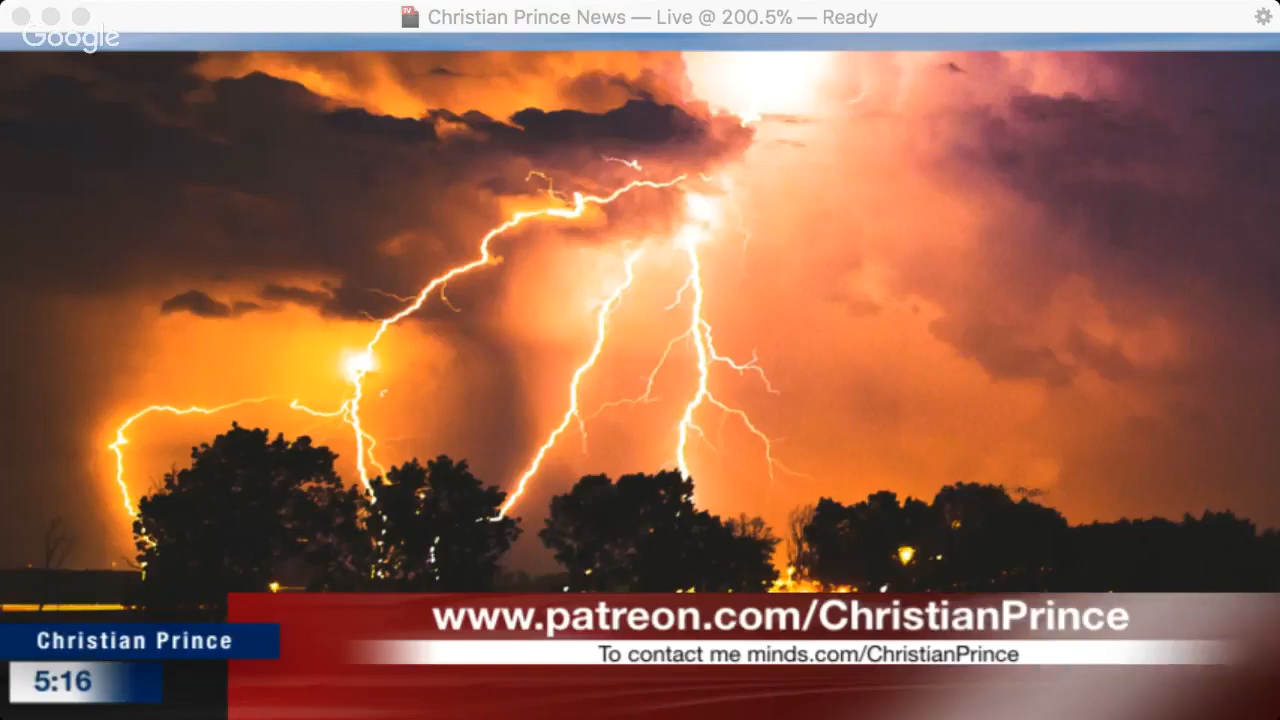 Christian Prince News — Live @ 200.5% — Ready
Google
www.patreon.com/ChristianPrince
Christian Prince
To contact me minds.com/ChristianPrince
5:16